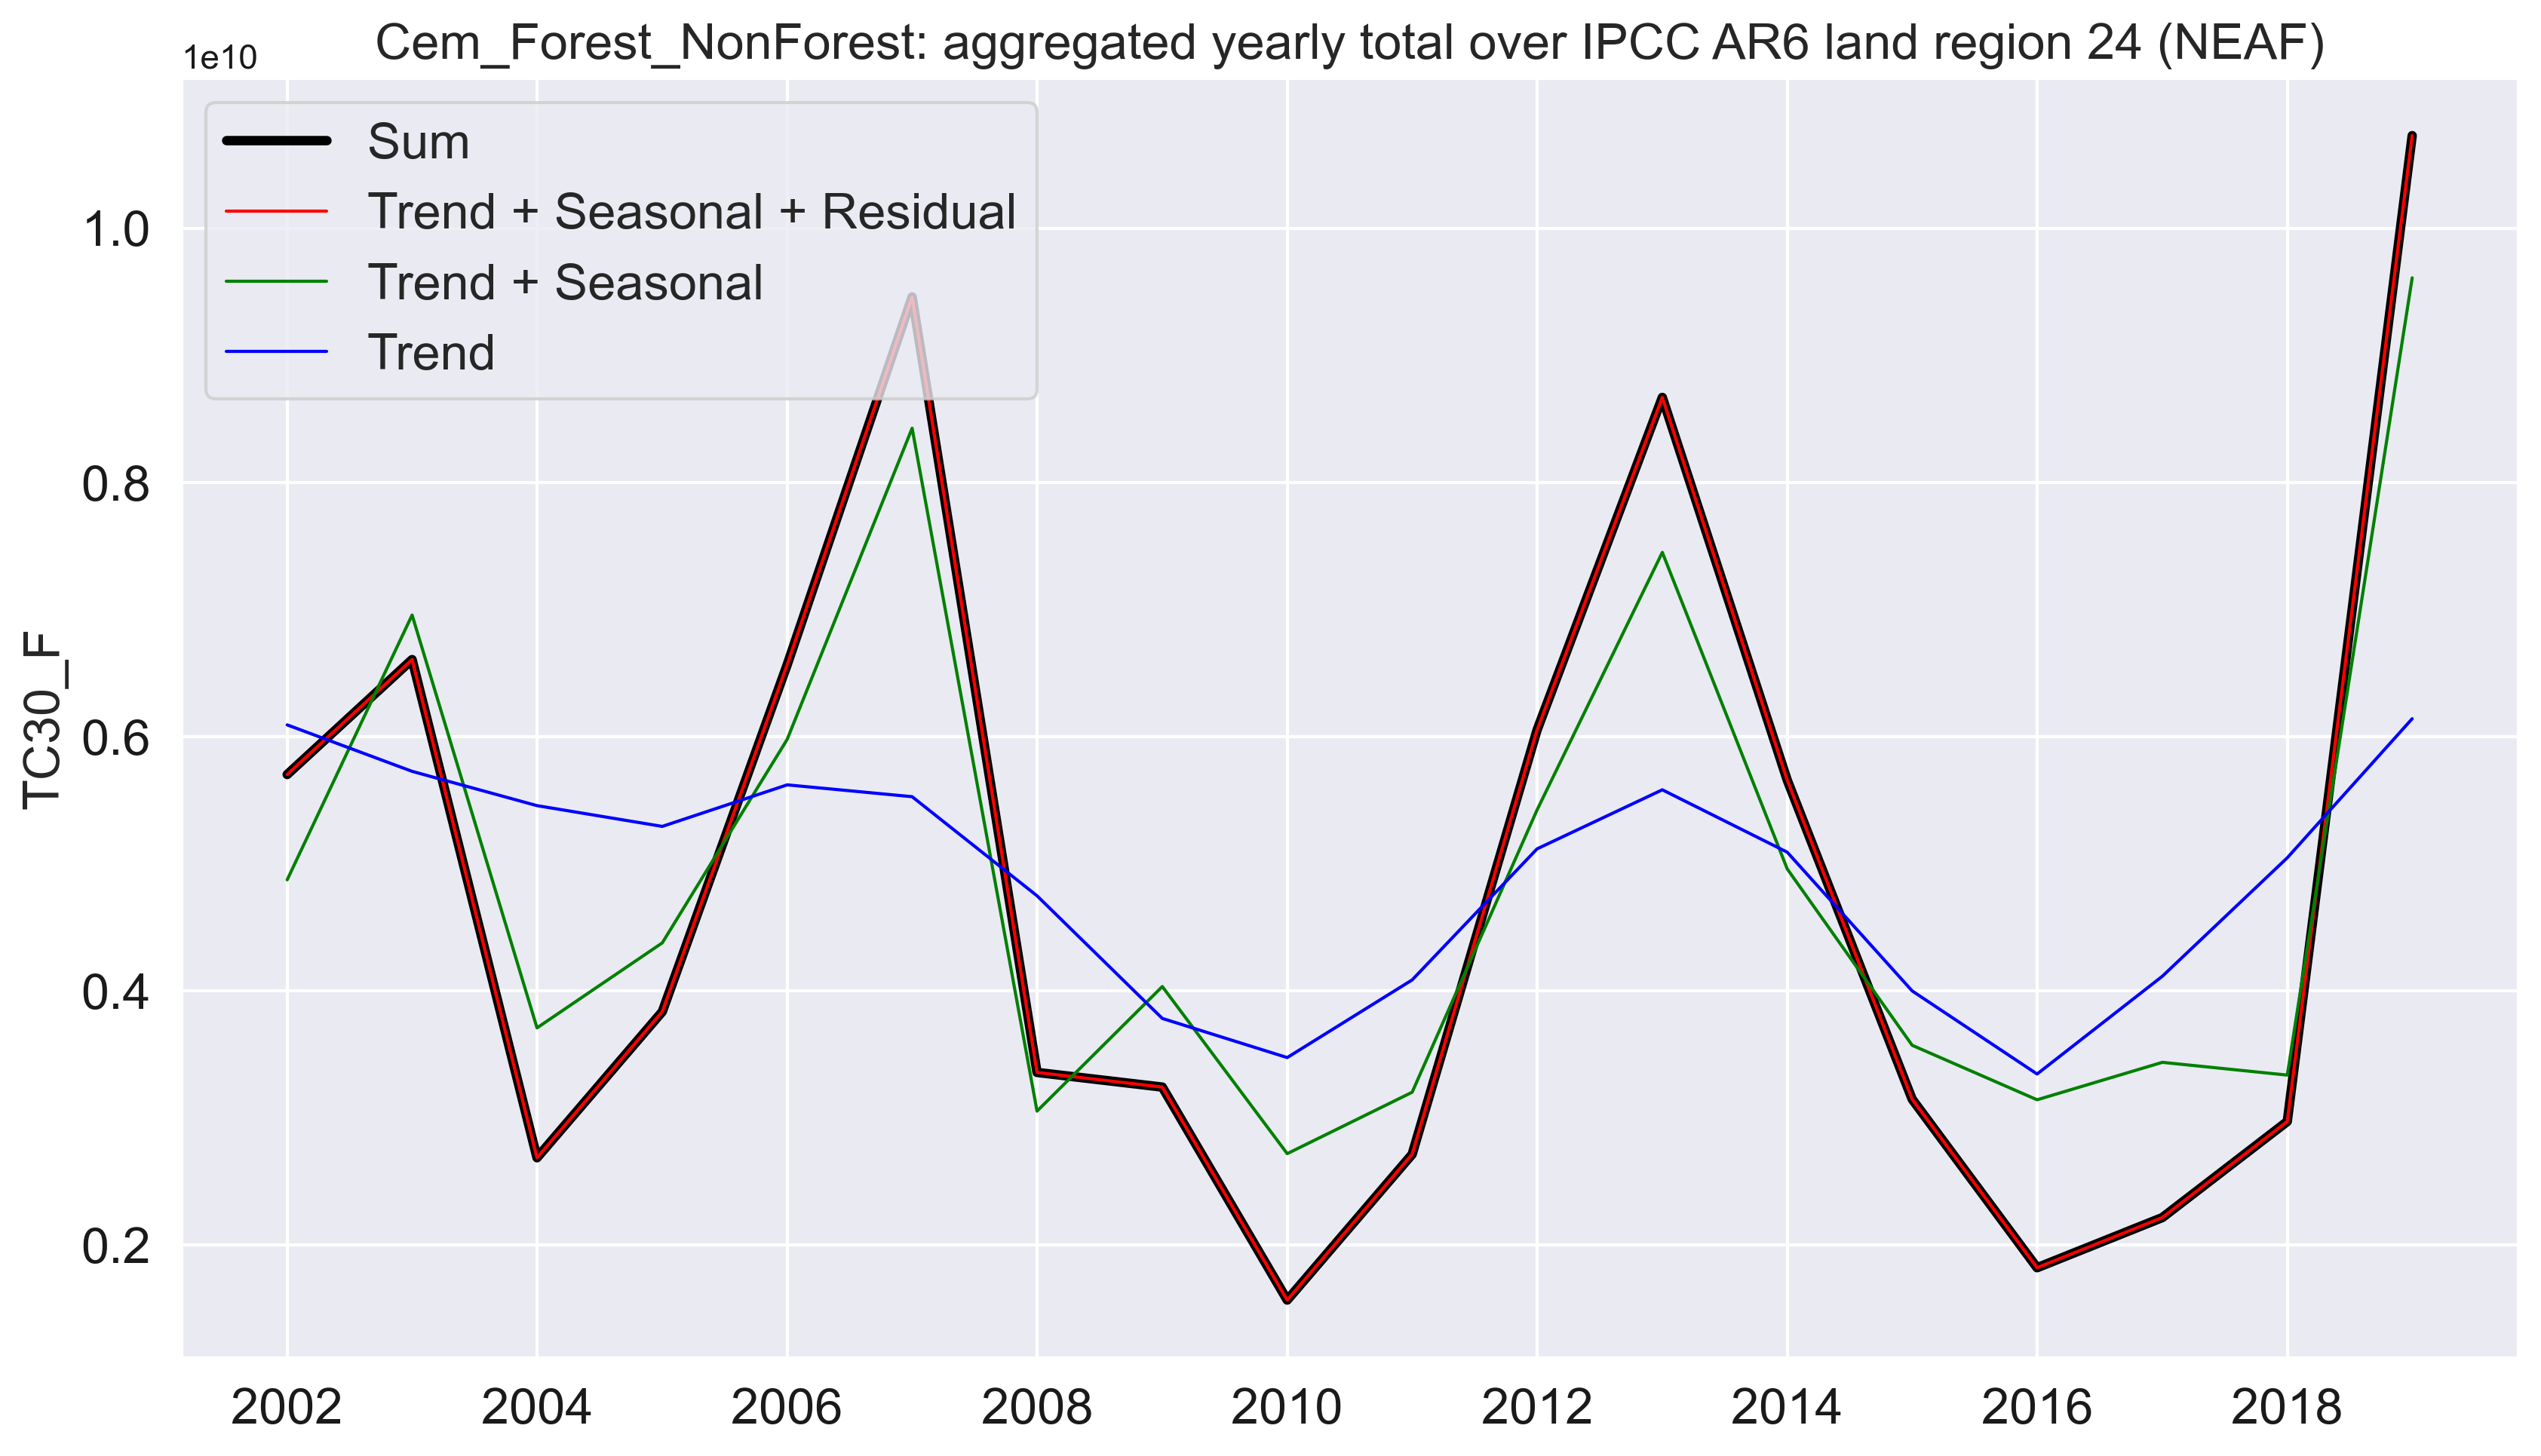 Cem_Forest_NonForest: aggregated yearly total over IPCC AR6 land region 24 (NEAF)
1e10
Sum
Trend + Seasonal + Residual
Trend + Seasonal
Trend
1.0
0.8
0.6
0.4
0.2
TC30_F
2002 2004 2006 2008 2010 2012 2014 2016 2018